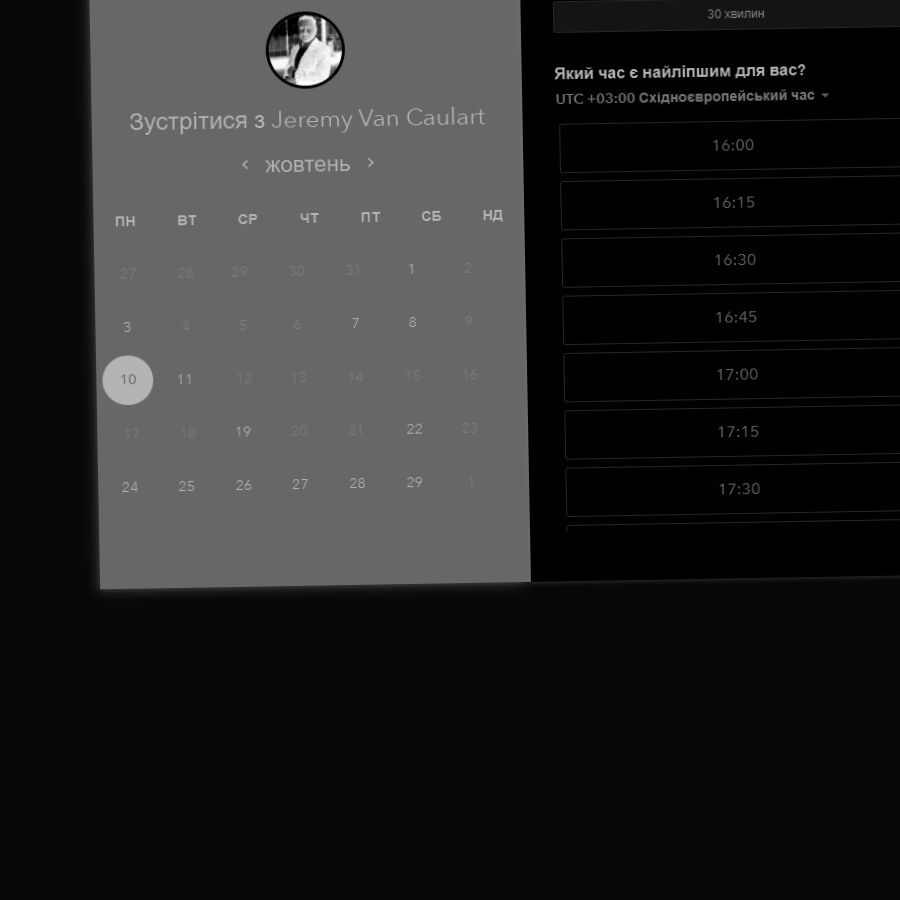 Зустрітися з Jeremy Van Caulart
‹ жовтень ›
ПН ВТ СР ЧТ ПТ СБ НД
27 28 29 30 31 1 2
3 4 5 6 7 8 9
10 11 12 13 14 15 16
17 18 19 20 21 22 23
24 25 26 27 28 29 1
30 хвилин
Який час є найліпшим для вас?
UTC +03:00 Східноєвропейський час
16:00
16:15
16:30
16:45
17:00
17:15
17:30